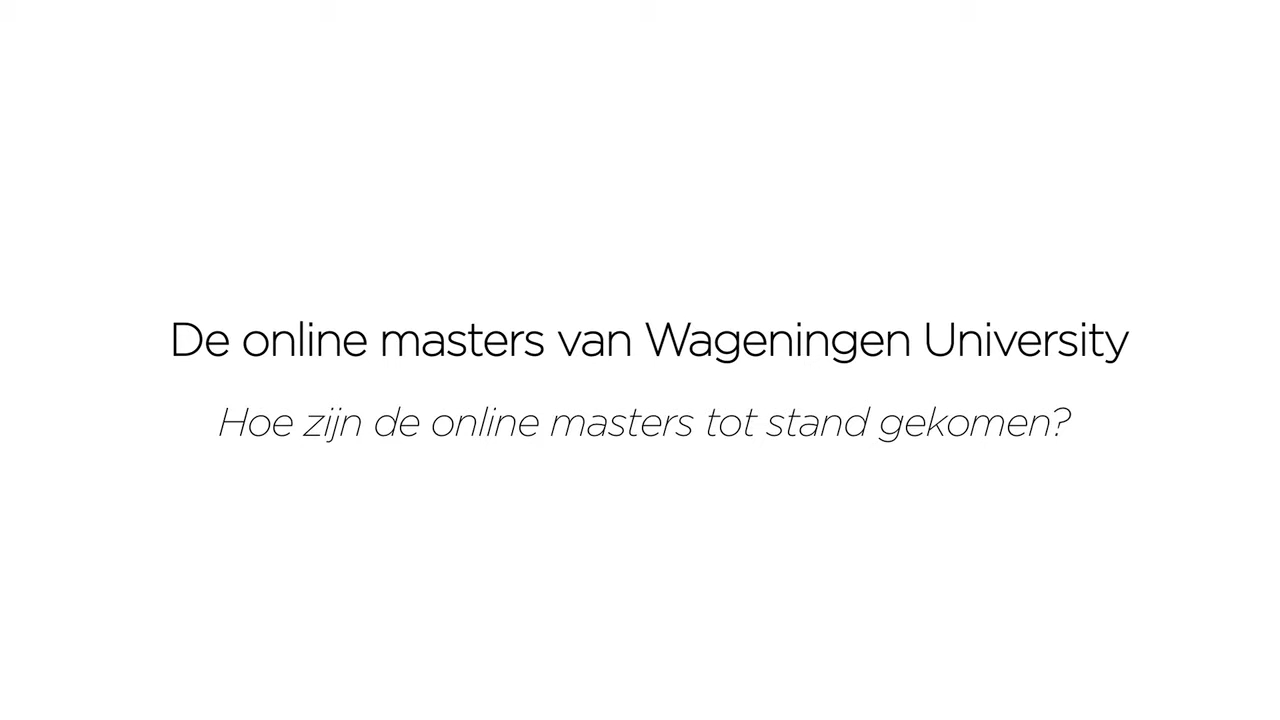 De online masters van Wageningen University
Hoe zijn de online masters tot stand gekomen?